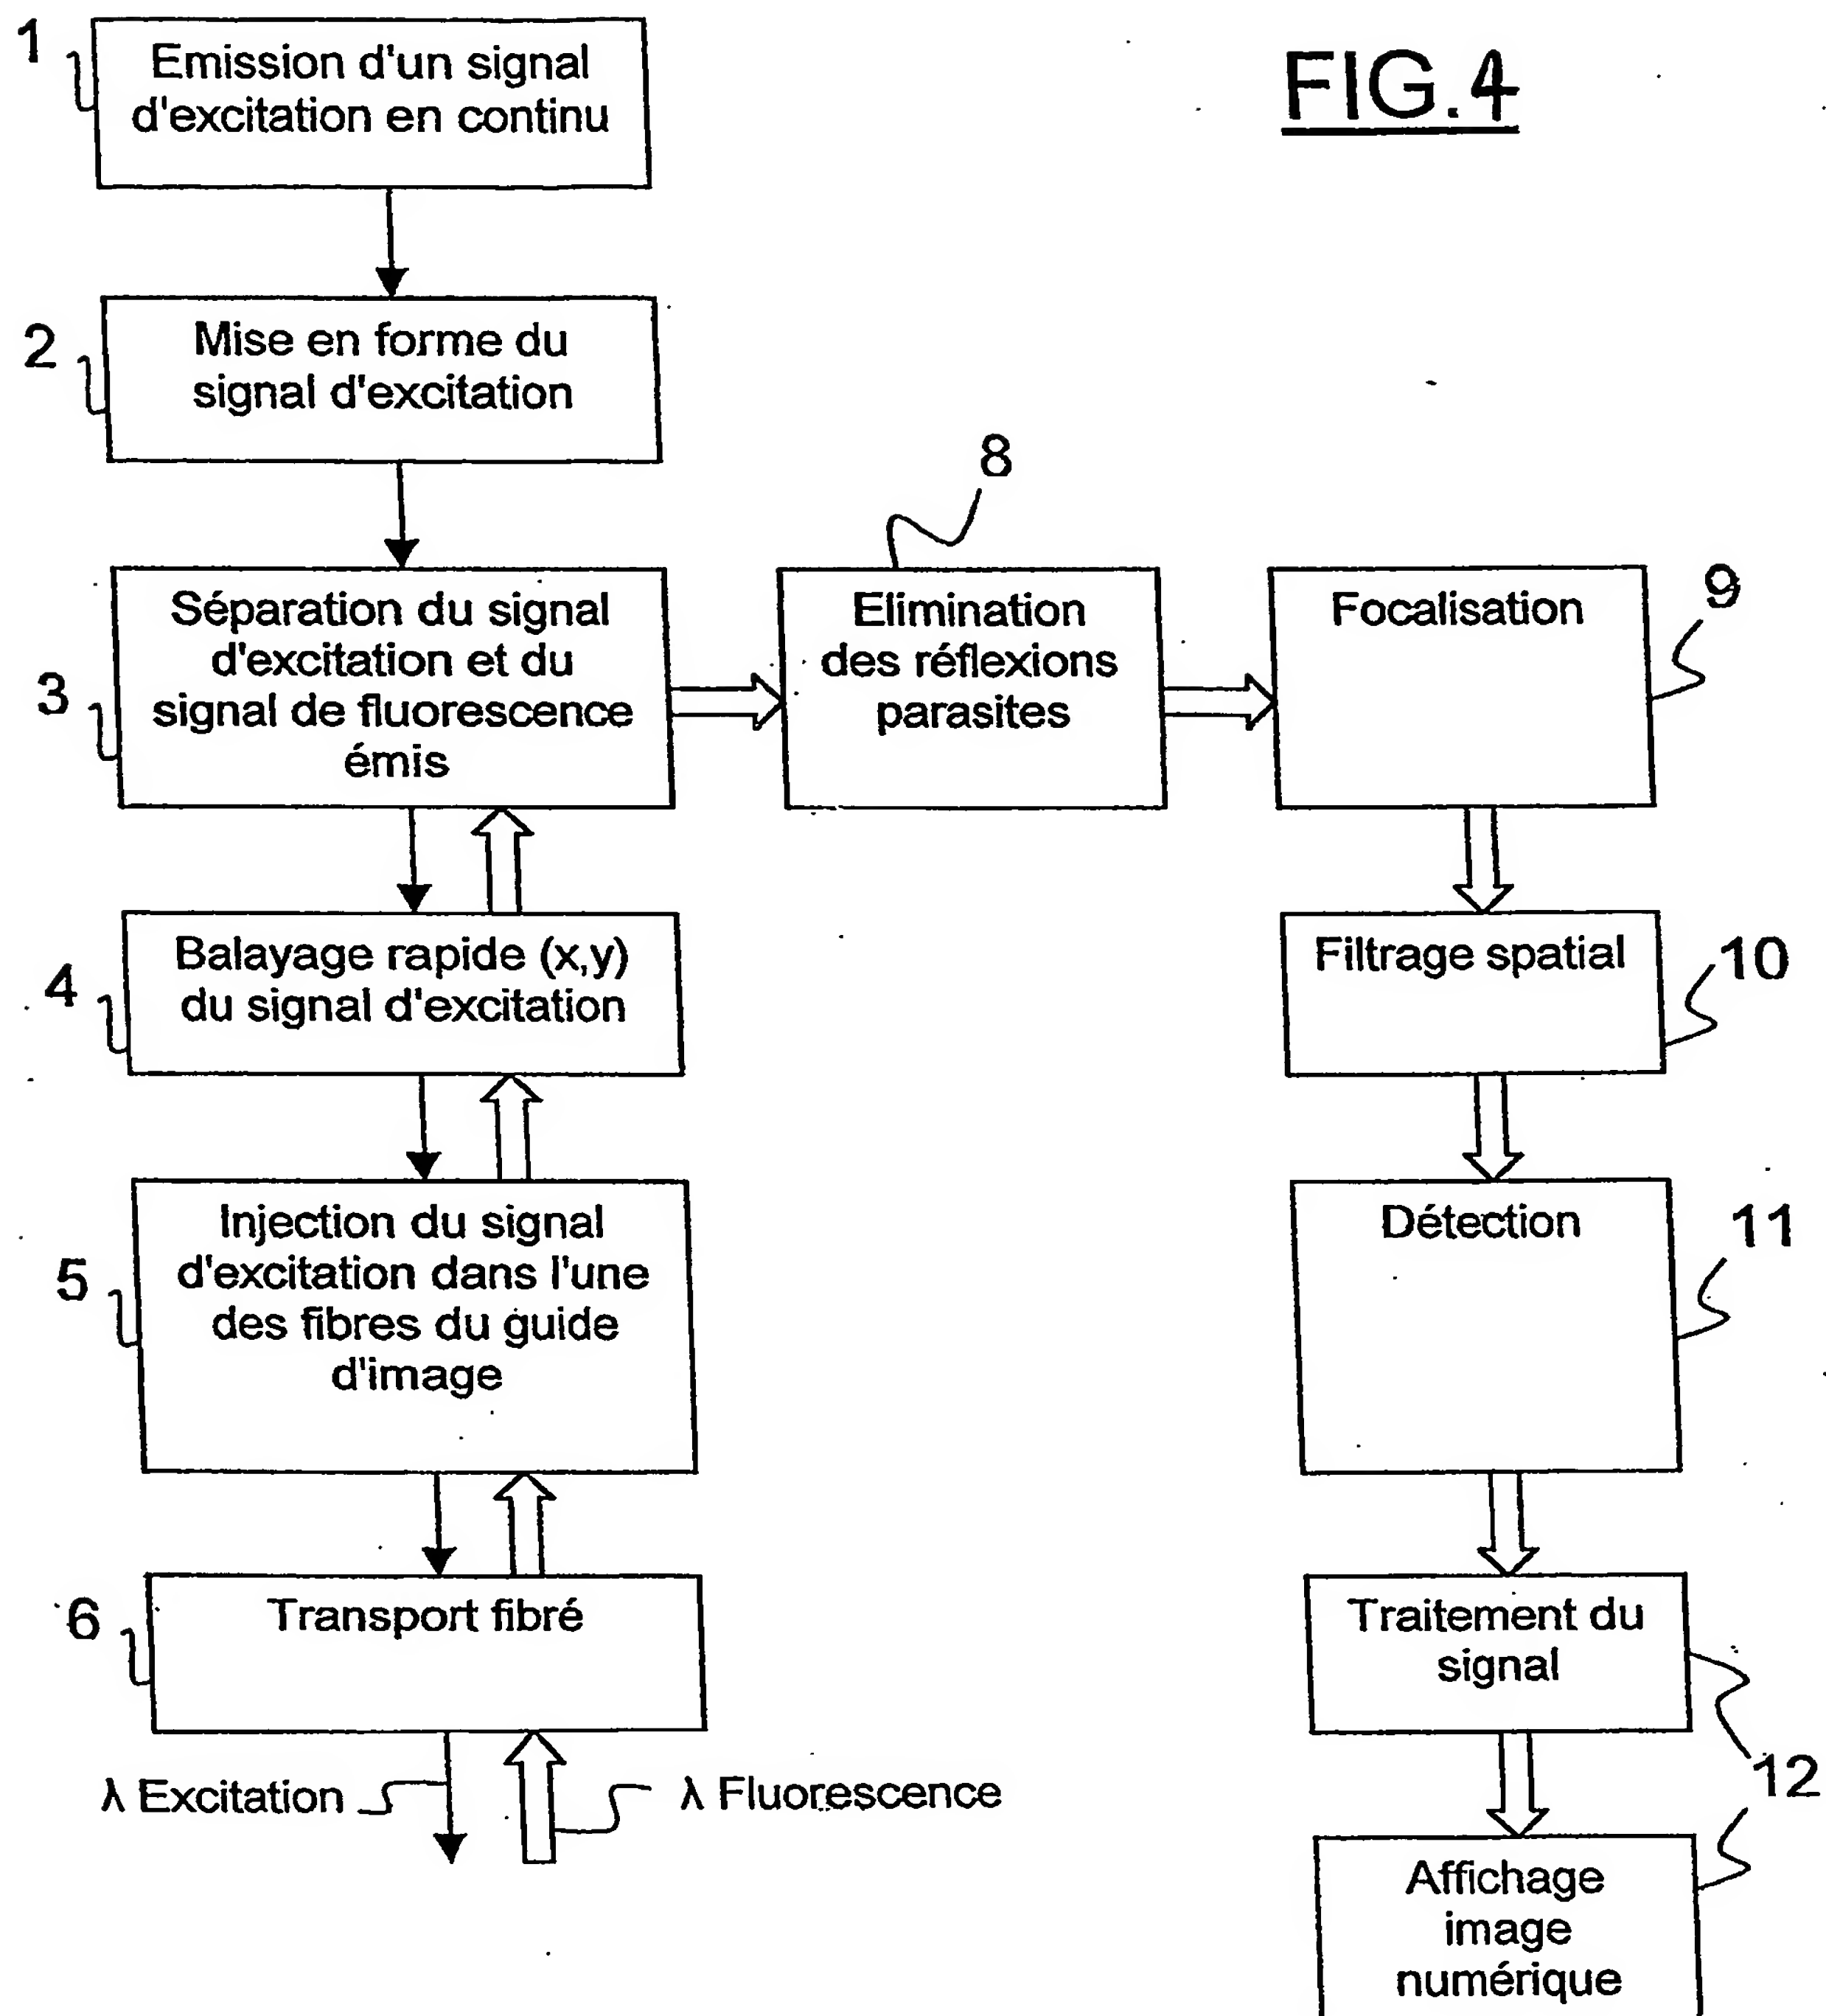 FIG.4
1
Emission d'un signal
d'excitation en continu
2
Mise en forme du
signal d'excitation
3
Séparation du signal
d'excitation et du
signal de fluorescence
émis
8
Elimination
des réflexions
parasites
9
Focalisation
4
Balayage rapide (x,y)
du signal d'excitation
10
Filtrage spatial
5
Injection du signal
d'excitation dans l'une
des fibres du guide
d'image
11
Détection
6
Transport fibré
Traitement du
signal
12
λ Excitation
λ Fluorescence
Affichage
image
numérique